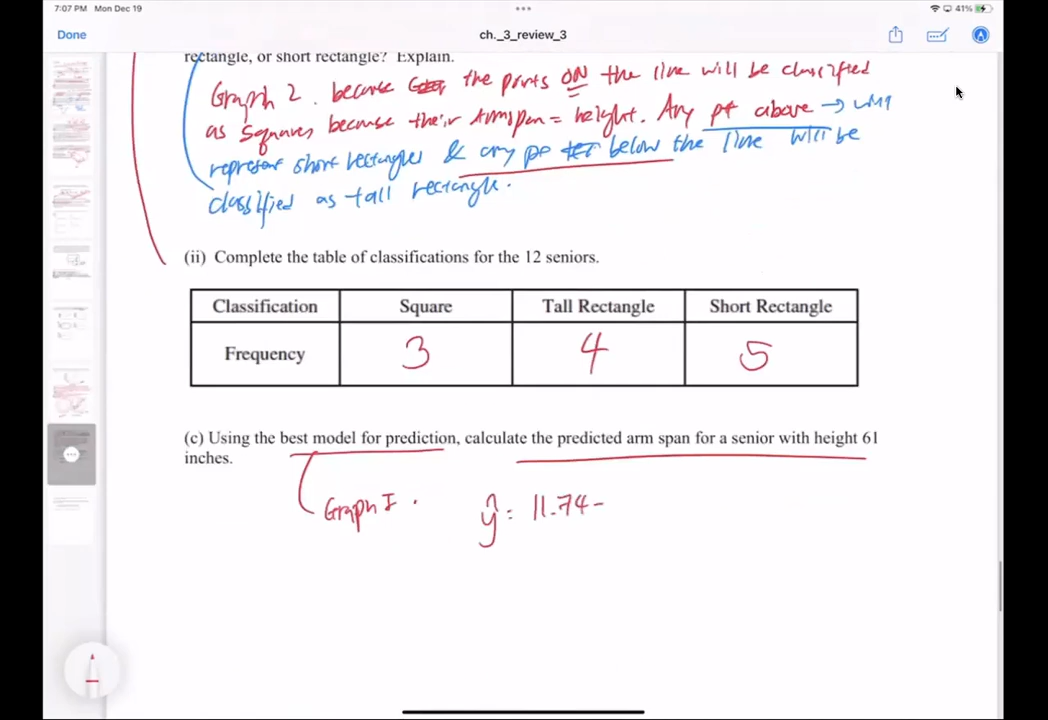 7:07 PM Mon Dec 19
41%
Done
ch._3_review_3
rectangle, or short rectangle? Explain.
Graph 2. because the points ON the line will be classified
as squares because their Armspan = height. Any pt above → will
represent short rectangles & any pt below the line will be
classified as tall rectangle.
(ii) Complete the table of classifications for the 12 seniors.
Classification Square Tall Rectangle Short Rectangle
Frequency 3 4 5
(c) Using the best model for prediction, calculate the predicted arm span for a senior with height 61
inches.
Graph I. ŷ = 11.74-